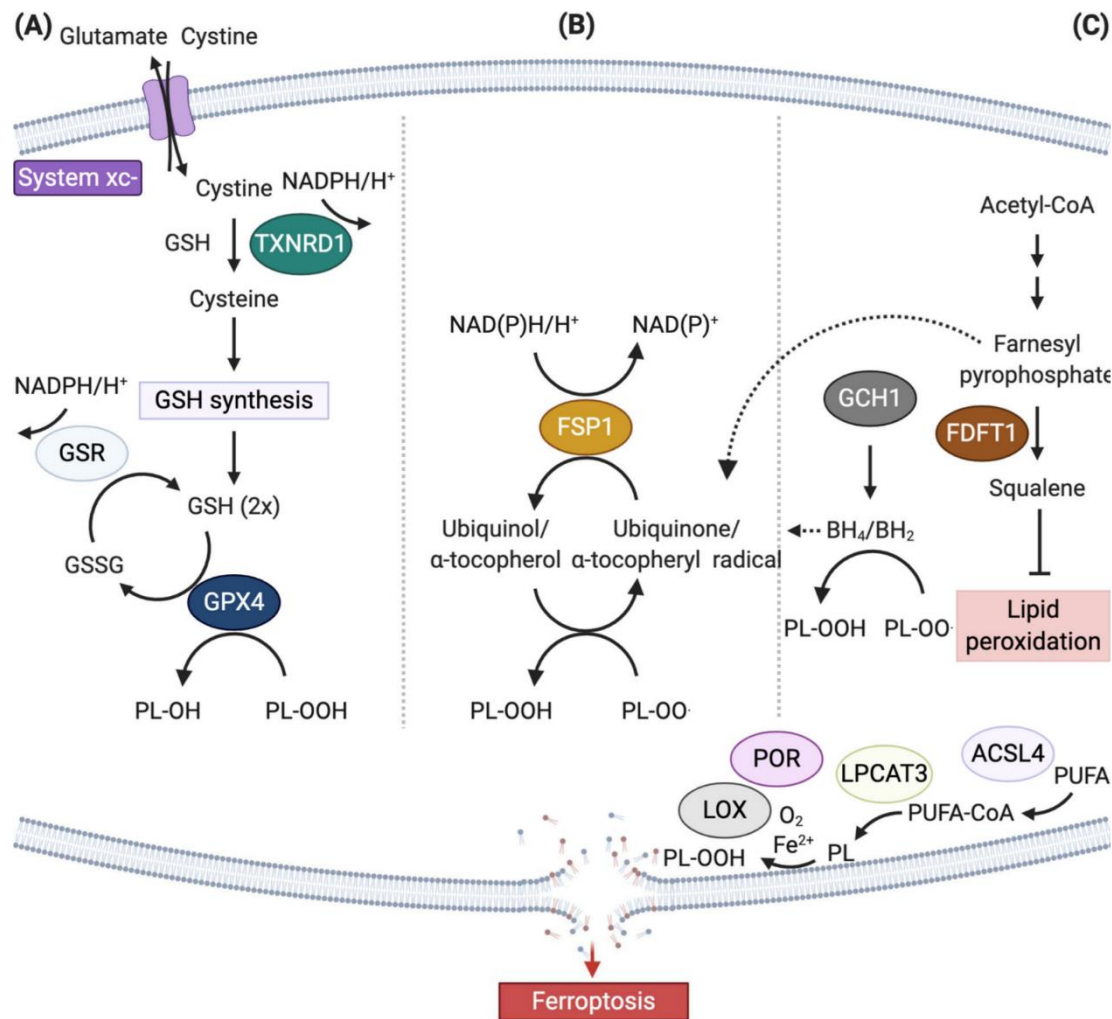 (A)
(B)
(C)
Glutamate Cystine
System xc-
Cystine
NADPH/H⁺
GSH
TXNRD1
Cysteine
NADPH/H⁺
GSH synthesis
GSR
GSH (2x)
GSSG
GPX4
PL-OH
PL-OOH
NAD(P)H/H⁺
NAD(P)⁺
FSP1
Ubiquinol/
α-tocopherol
Ubiquinone/
α-tocopheryl radical
PL-OOH
PL-OO·
Acetyl-CoA
Farnesyl
pyrophosphate
GCH1
FDFT1
Squalene
BH₄/BH₂
PL-OOH
PL-OO·
Lipid
peroxidation
POR
LPCAT3
ACSL4
PUFA
LOX
O₂
PUFA-CoA
Fe²⁺
PL
PL-OOH
Ferroptosis